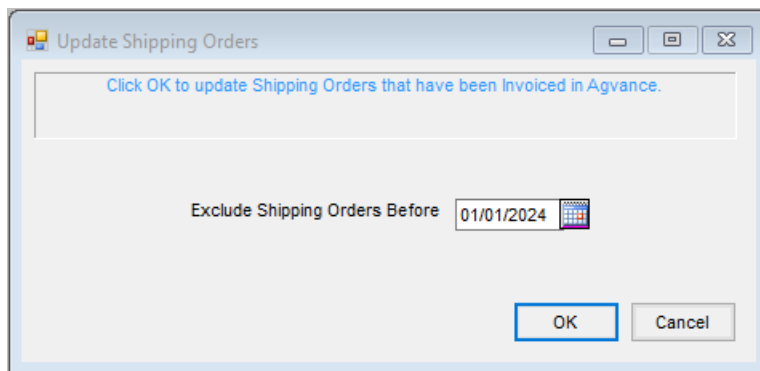 Update Shipping Orders
Click OK to update Shipping Orders that have been Invoiced in Agvance.
Exclude Shipping Orders Before 01/01/2024
OK Cancel